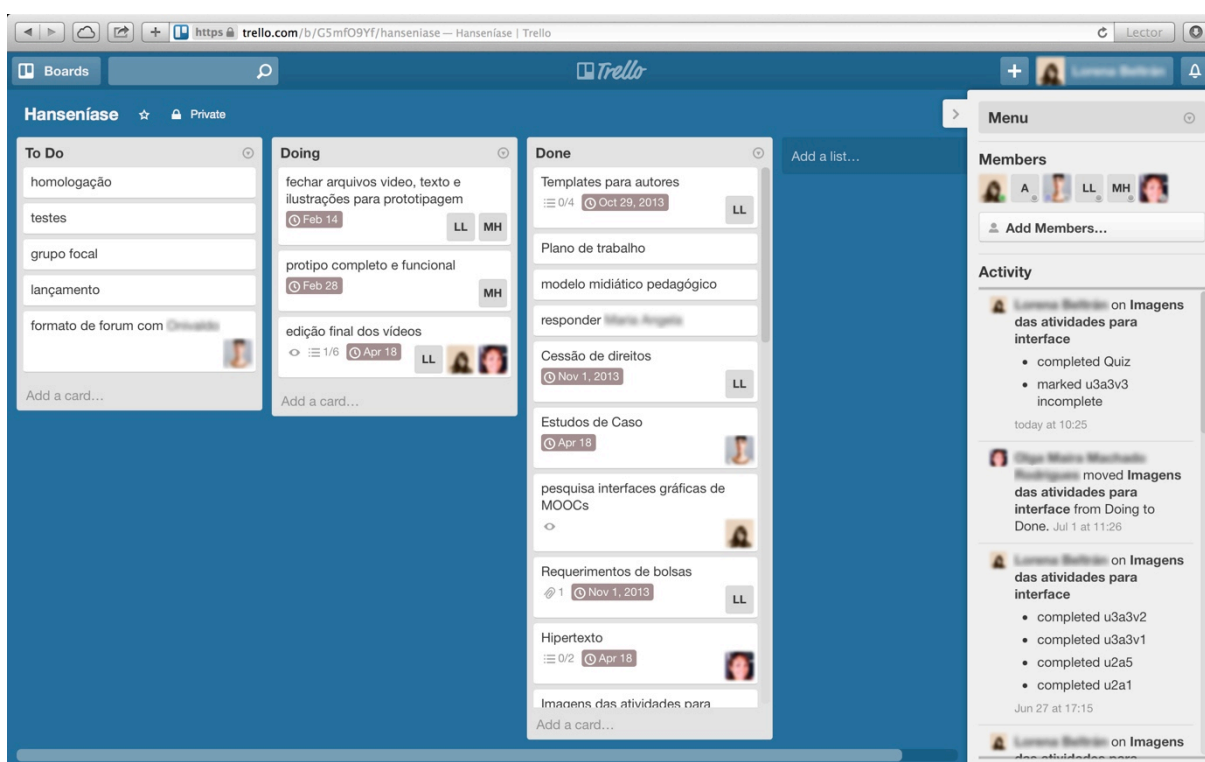 https trello.com/b/G5mfO9Yf/hanseniase — Hanseníase | Trello
Lector
Boards
Trello
Hanseníase
Private
To Do
homologação
testes
grupo focal
lançamento
formato de forum com
Add a card...
Doing
fechar arquivos video, texto e
ilustrações para prototipagem
Feb 14
LL MH
protipo completo e funcional
Feb 28
MH
edição final dos vídeos
1/6 Apr 18 LL
Add a card...
Done
Templates para autores
0/4 Oct 29, 2013
LL
Plano de trabalho
modelo midiático pedagógico
responder
Cessão de direitos
Nov 1, 2013
LL
Estudos de Caso
Apr 18
pesquisa interfaces gráficas de
MOOCs
Requerimentos de bolsas
1 Nov 1, 2013
LL
Hipertexto
0/2 Apr 18
Imagens das atividades para
Add a card...
Add a list...
Menu
Members
A LL MH
Add Members...
Activity
on Imagens
das atividades para
interface
• completed Quiz
• marked u3a3v3
incomplete
today at 10:25
moved Imagens
das atividades para
interface from Doing to
Done. Jul 1 at 11:26
on Imagens
das atividades para
interface
• completed u3a3v2
• completed u3a3v1
• completed u2a5
• completed u2a1
Jun 27 at 17:15
on Imagens
das atividades para